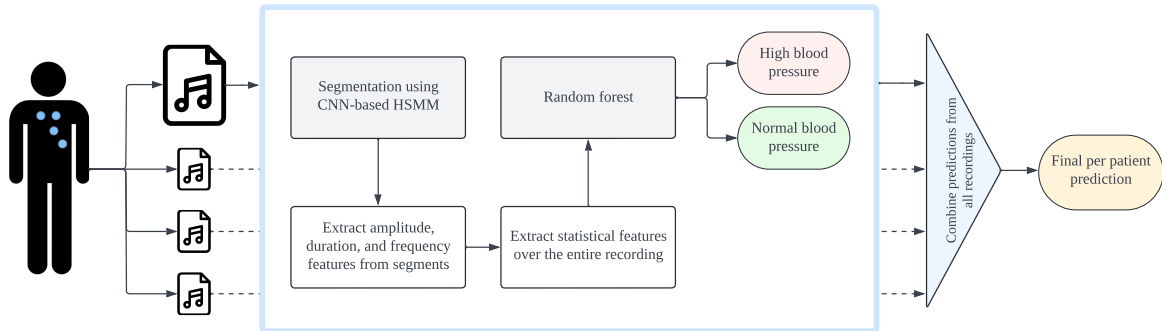 Segmentation using
CNN-based HSMM
Extract amplitude,
duration, and frequency
features from segments
Extract statistical features
over the entire recording
Random forest
High blood
pressure
Normal blood
pressure
Combine predictions from
all recordings
Final per patient
prediction